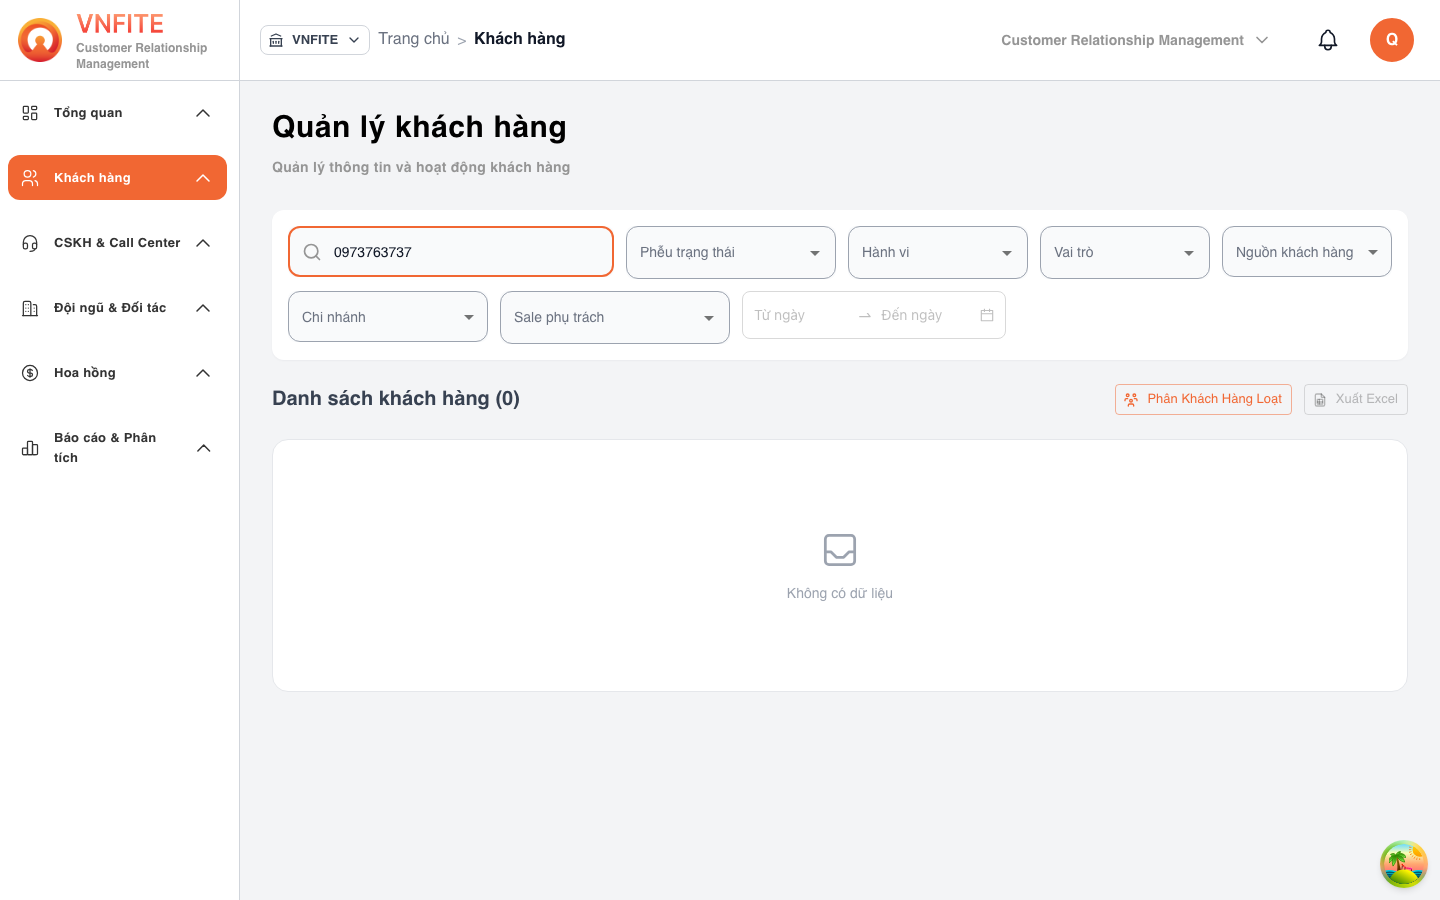 VNFITE
Customer Relationship
Management
VNFITE
Trang chủ > Khách hàng
Customer Relationship Management
Q
Tổng quan
Khách hàng
CSKH & Call Center
Đội ngũ & Đối tác
Hoa hồng
Báo cáo & Phân
tích
Quản lý khách hàng
Quản lý thông tin và hoạt động khách hàng
0973763737
Phễu trạng thái
Hành vi
Vai trò
Nguồn khách hàng
Chi nhánh
Sale phụ trách
Từ ngày
Đến ngày
Danh sách khách hàng (0)
Phân Khách Hàng Loạt
Xuất Excel
Không có dữ liệu